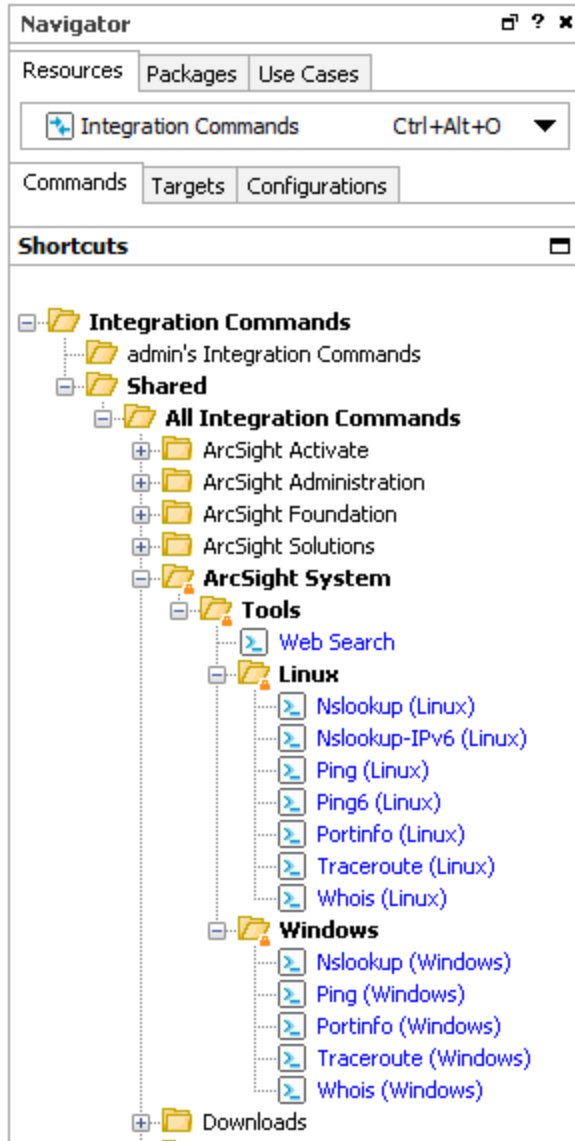 Navigator ?
Resources Packages Use Cases
Integration Commands Ctrl+Alt+O
Commands Targets Configurations
Shortcuts
Integration Commands
admin's Integration Commands
Shared
All Integration Commands
ArcSight Activate
ArcSight Administration
ArcSight Foundation
ArcSight Solutions
ArcSight System
Tools
Web Search
Linux
Nslookup (Linux)
Nslookup-IPv6 (Linux)
Ping (Linux)
Ping6 (Linux)
Portinfo (Linux)
Traceroute (Linux)
Whois (Linux)
Windows
Nslookup (Windows)
Ping (Windows)
Portinfo (Windows)
Traceroute (Windows)
Whois (Windows)
Downloads